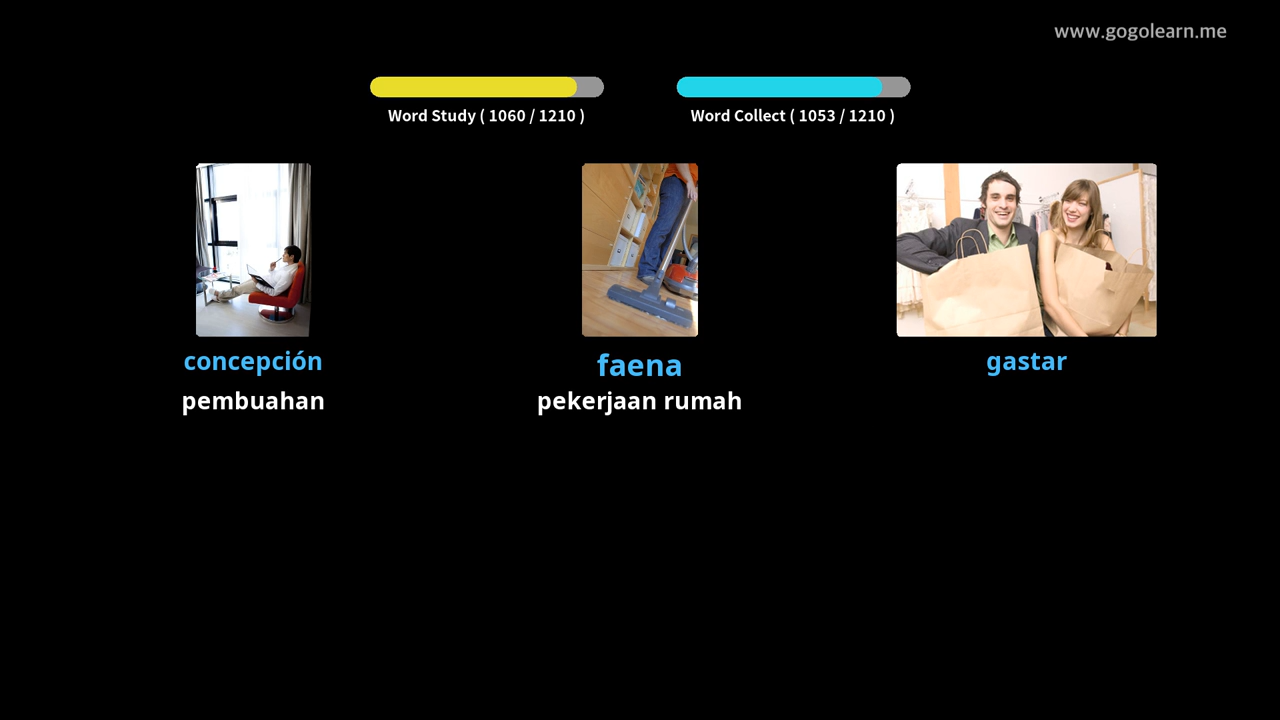 www.gogolearn.me
Word Study ( 1060 / 1210 )
Word Collect ( 1053 / 1210 )
concepción
pembuahan
faena
pekerjaan rumah
gastar